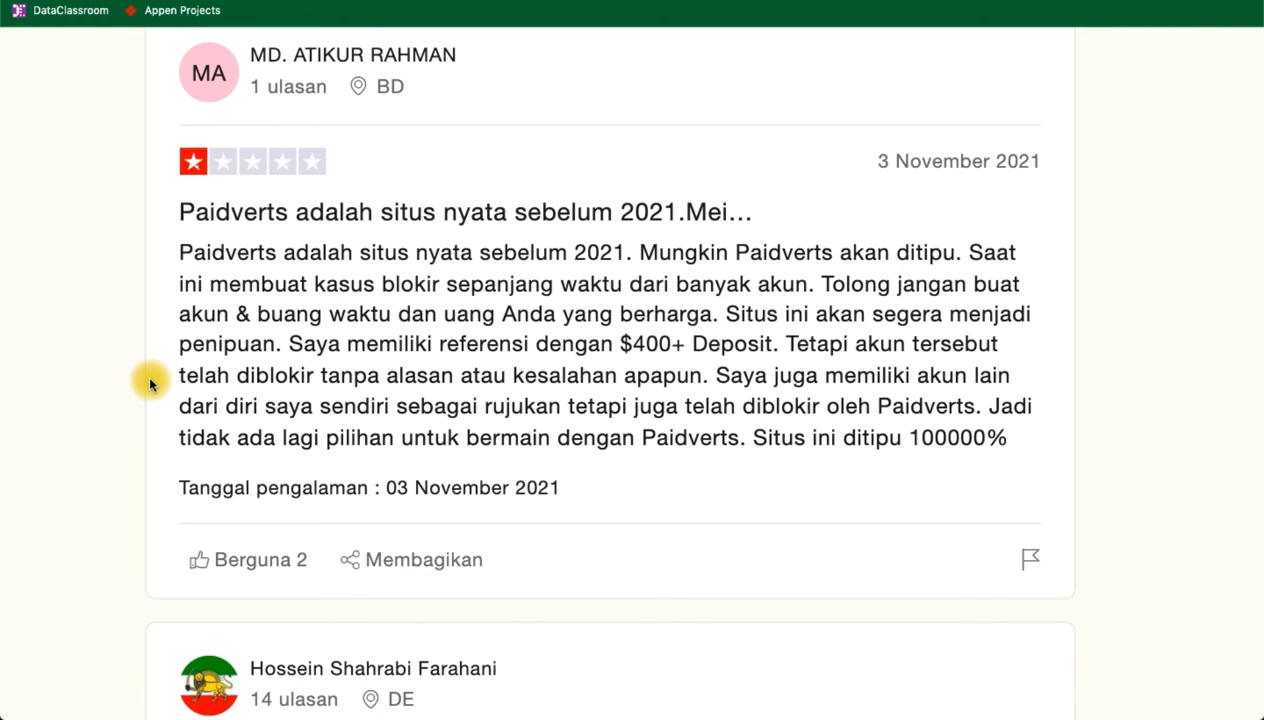 DataClassroom Appen Projects
MA
MD. ATIKUR RAHMAN
1 ulasan BD
3 November 2021
Paidverts adalah situs nyata sebelum 2021.Mei...
Paidverts adalah situs nyata sebelum 2021. Mungkin Paidverts akan ditipu. Saat
ini membuat kasus blokir sepanjang waktu dari banyak akun. Tolong jangan buat
akun & buang waktu dan uang Anda yang berharga. Situs ini akan segera menjadi
penipuan. Saya memiliki referensi dengan $400+ Deposit. Tetapi akun tersebut
telah diblokir tanpa alasan atau kesalahan apapun. Saya juga memiliki akun lain
dari diri saya sendiri sebagai rujukan tetapi juga telah diblokir oleh Paidverts. Jadi
tidak ada lagi pilihan untuk bermain dengan Paidverts. Situs ini ditipu 100000%
Tanggal pengalaman : 03 November 2021
Berguna 2 Membagikan
Hossein Shahrabi Farahani
14 ulasan DE